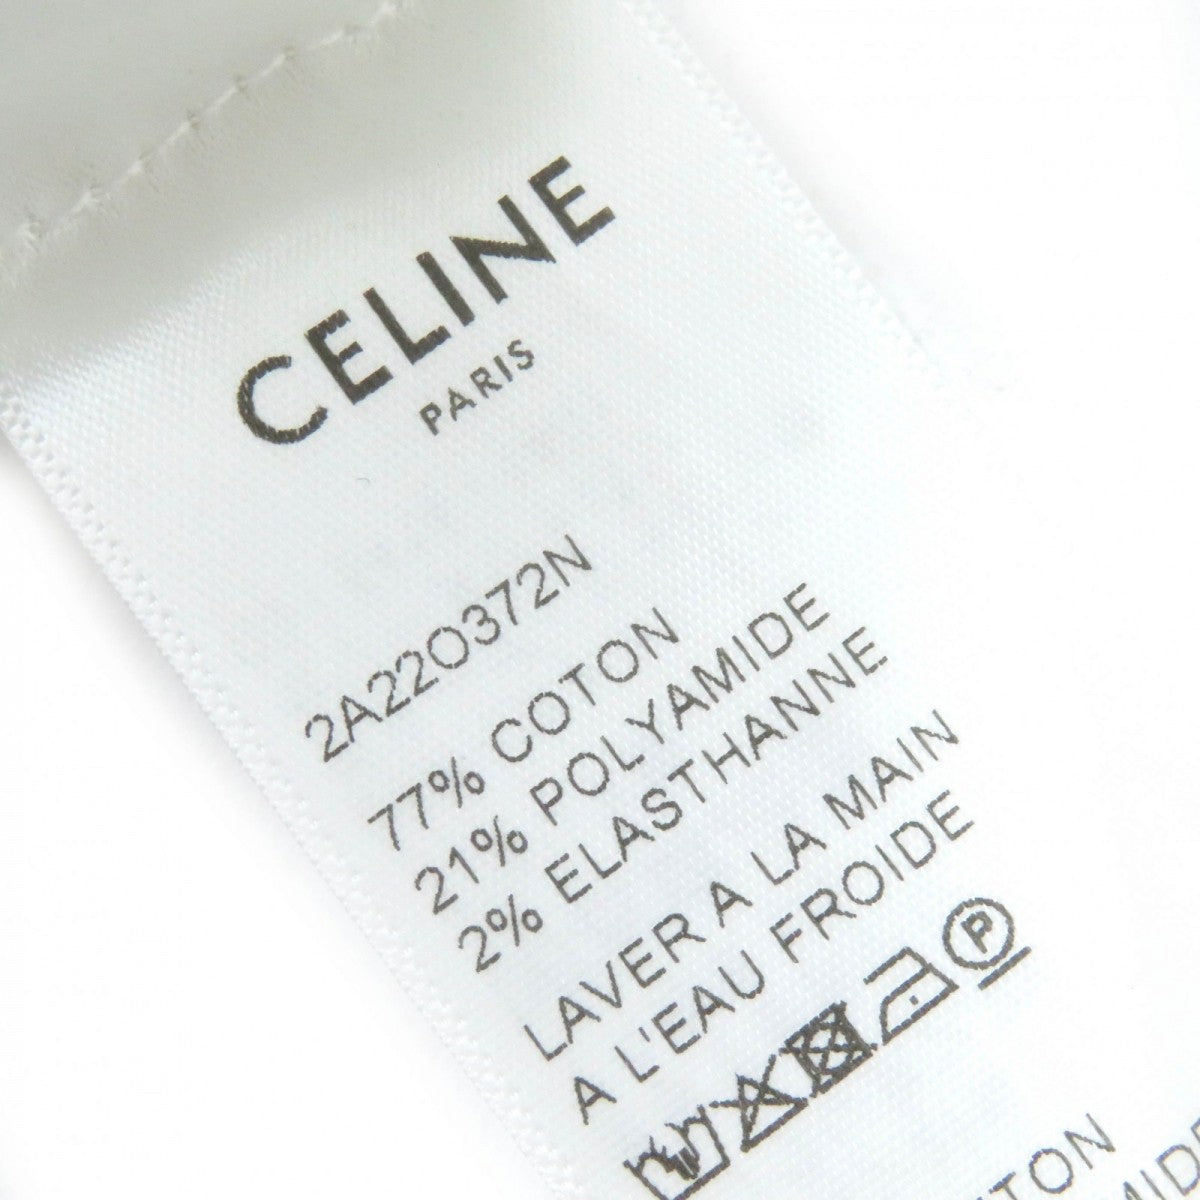 CELINE
PARIS
2A220372N
77% COTON
21% POLYAMIDE
2% ELASTHANNE
LAVER A LA MAIN
A L'EAU FROIDE
P